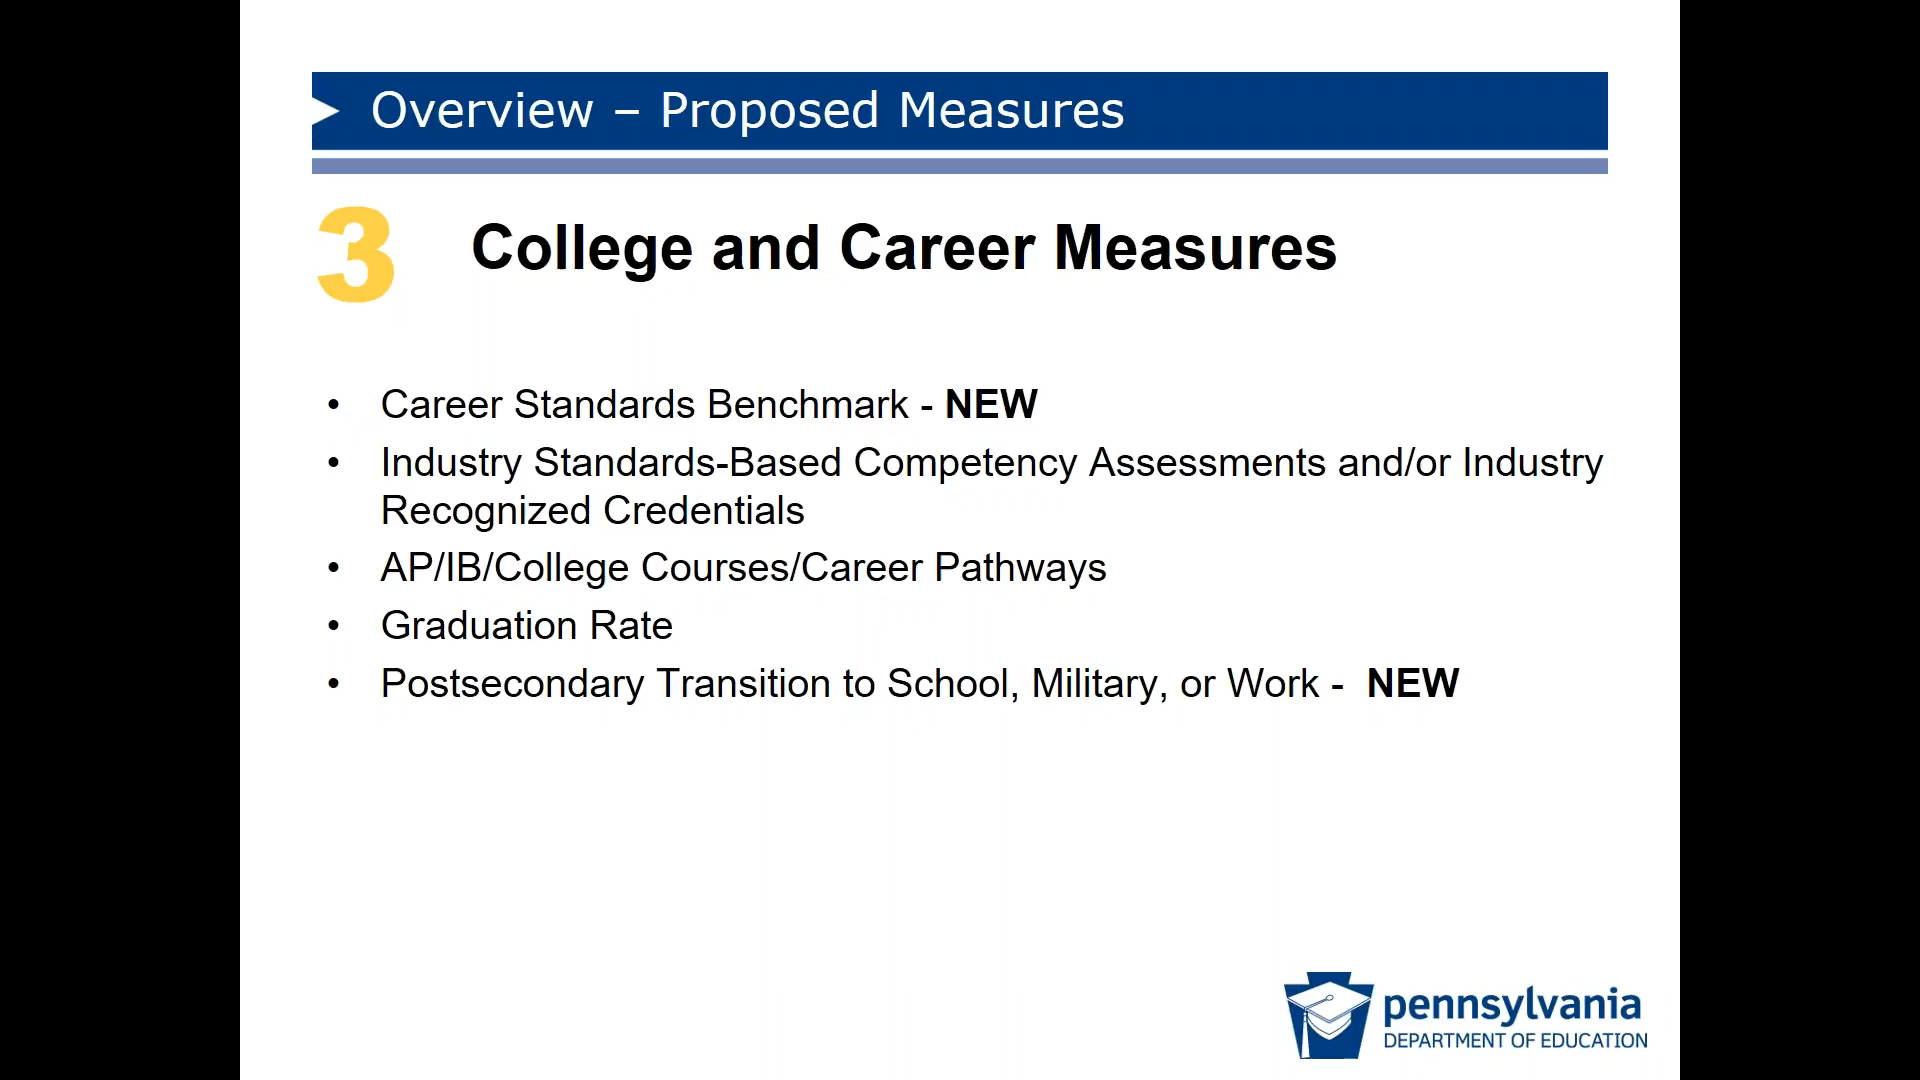 Overview – Proposed Measures
3
College and Career Measures
• Career Standards Benchmark - NEW
• Industry Standards-Based Competency Assessments and/or Industry
Recognized Credentials
• AP/IB/College Courses/Career Pathways
• Graduation Rate
• Postsecondary Transition to School, Military, or Work -  NEW
pennsylvania
DEPARTMENT OF EDUCATION